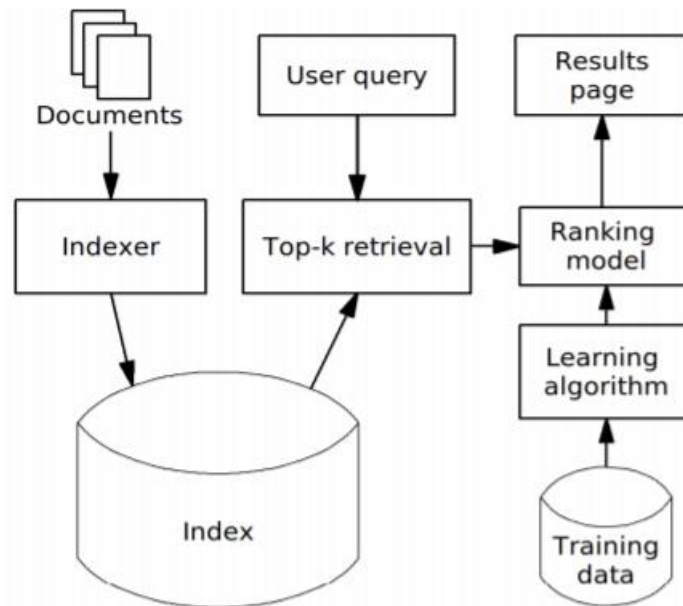 Documents
User query
Results
page
Indexer
Top-k retrieval
Ranking
model
Learning
algorithm
Index
Training
data